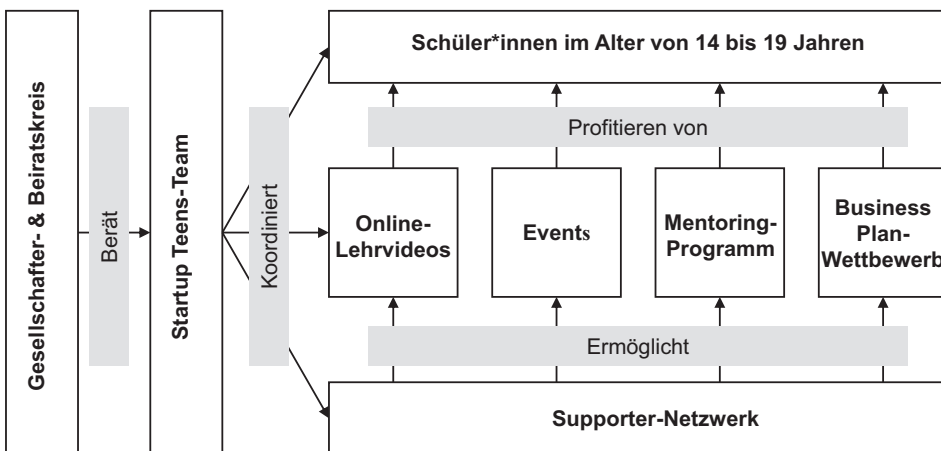 Gesellschafter- & Beiratskreis
Berät
Startup Teens-Team
Koordiniert
Schüler*innen im Alter von 14 bis 19 Jahren
Profitieren von
Online-
Lehrvideos
Events
Mentoring-
Programm
Business
Plan-
Wettbewerb
Ermöglicht
Supporter-Netzwerk